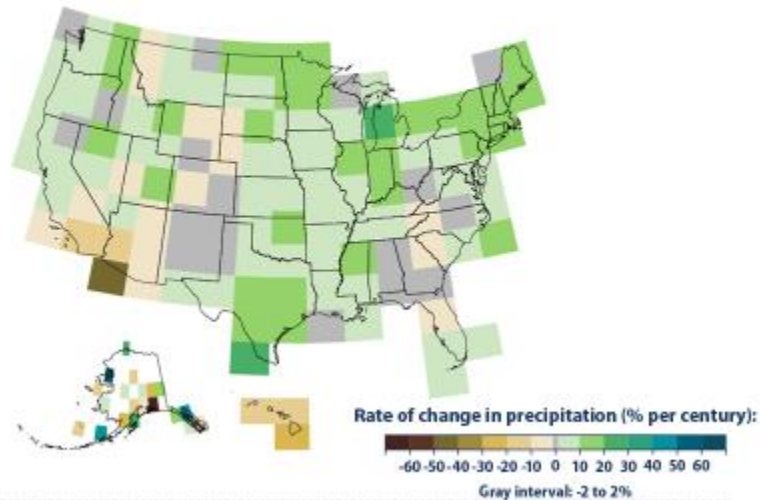 Rate of change in precipitation (% per century):
-60 -50 -40 -30 -20 -10 0 10 20 30 40 50 60
Gray interval: -2 to 2%